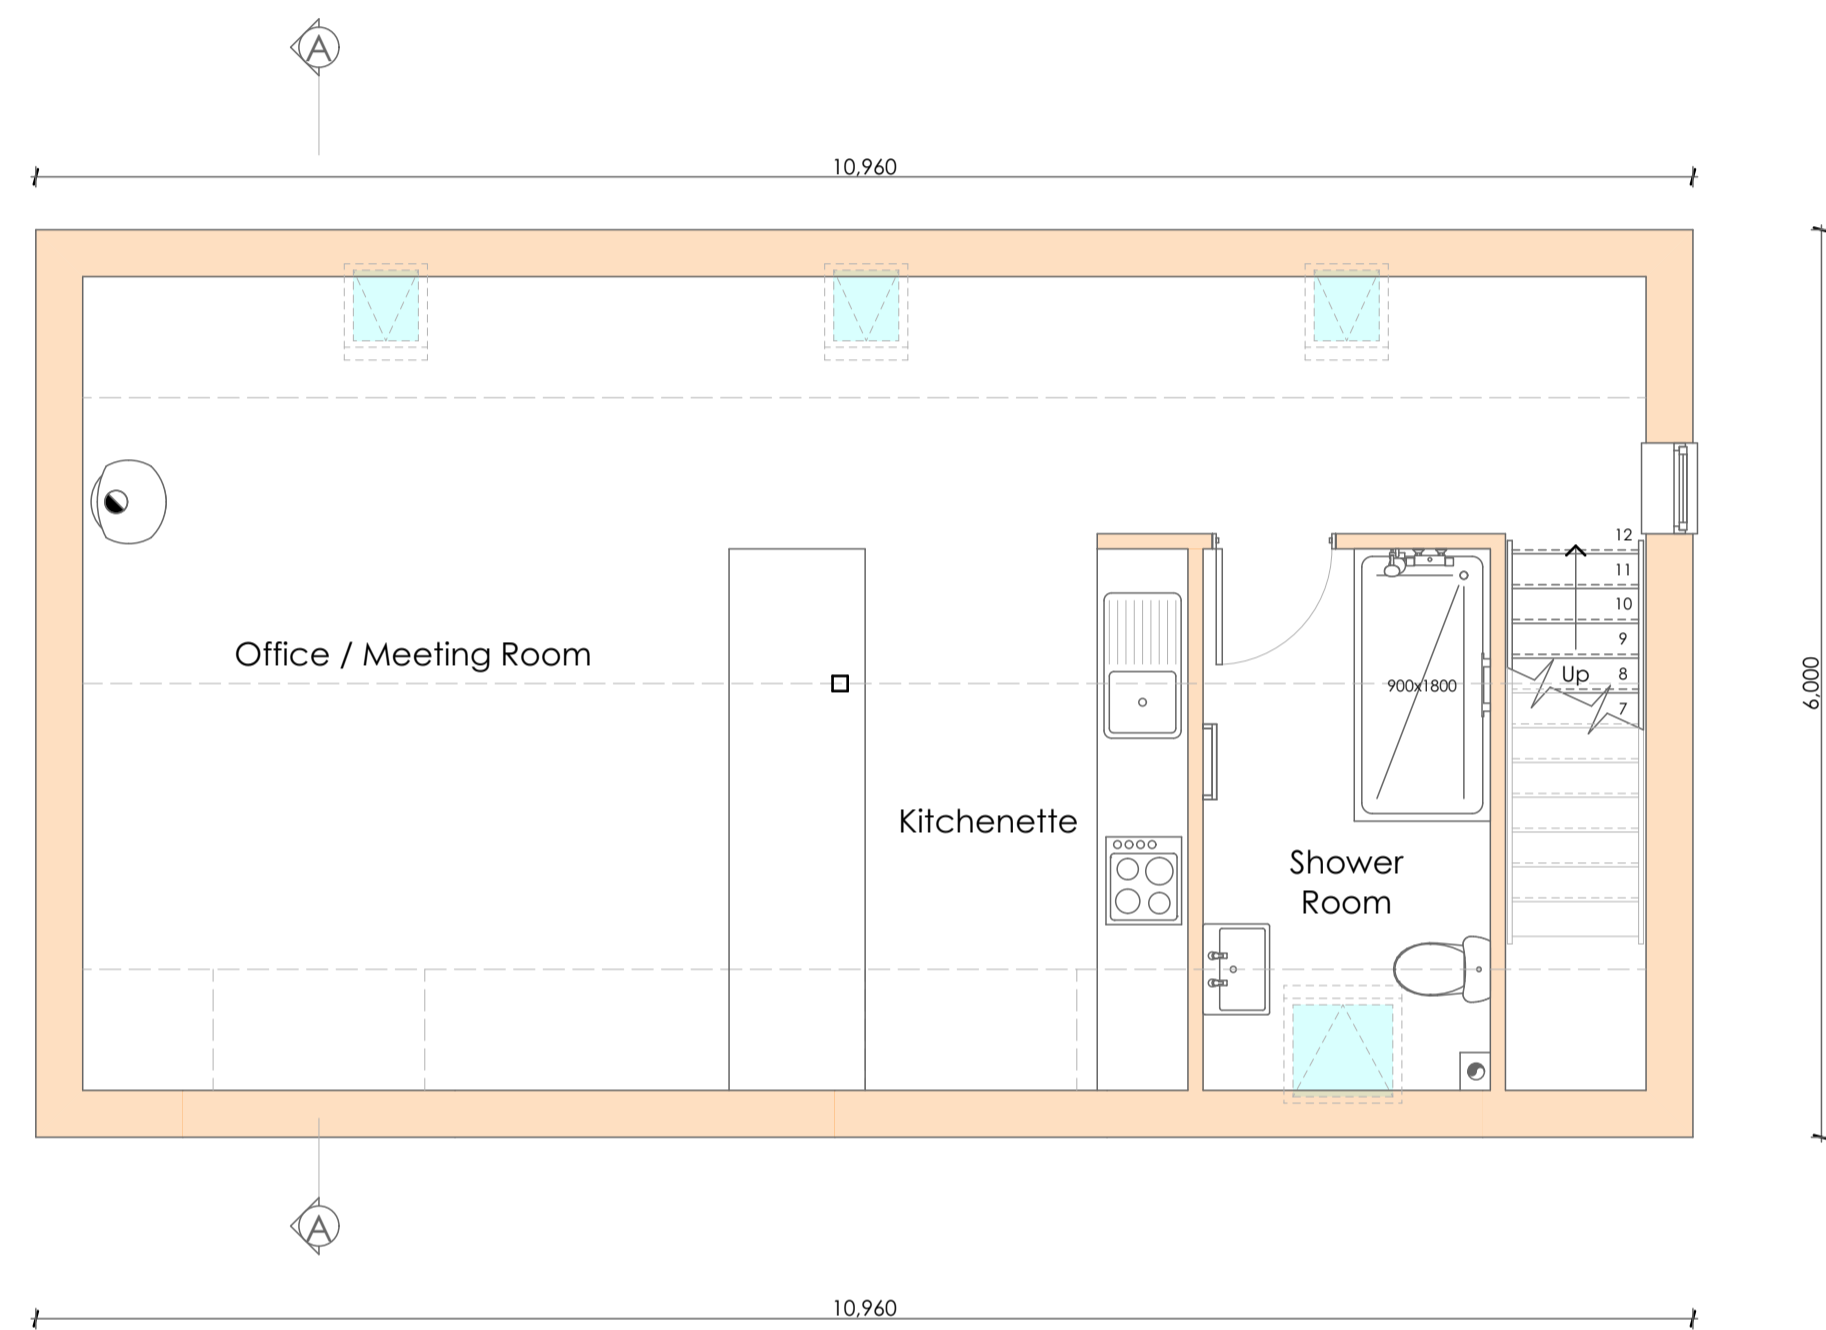 A
10,960
12
11
10
9
Office / Meeting Room
Up
8
900x1800
6,000
7
Kitchenette
Shower
Room
A
10,960